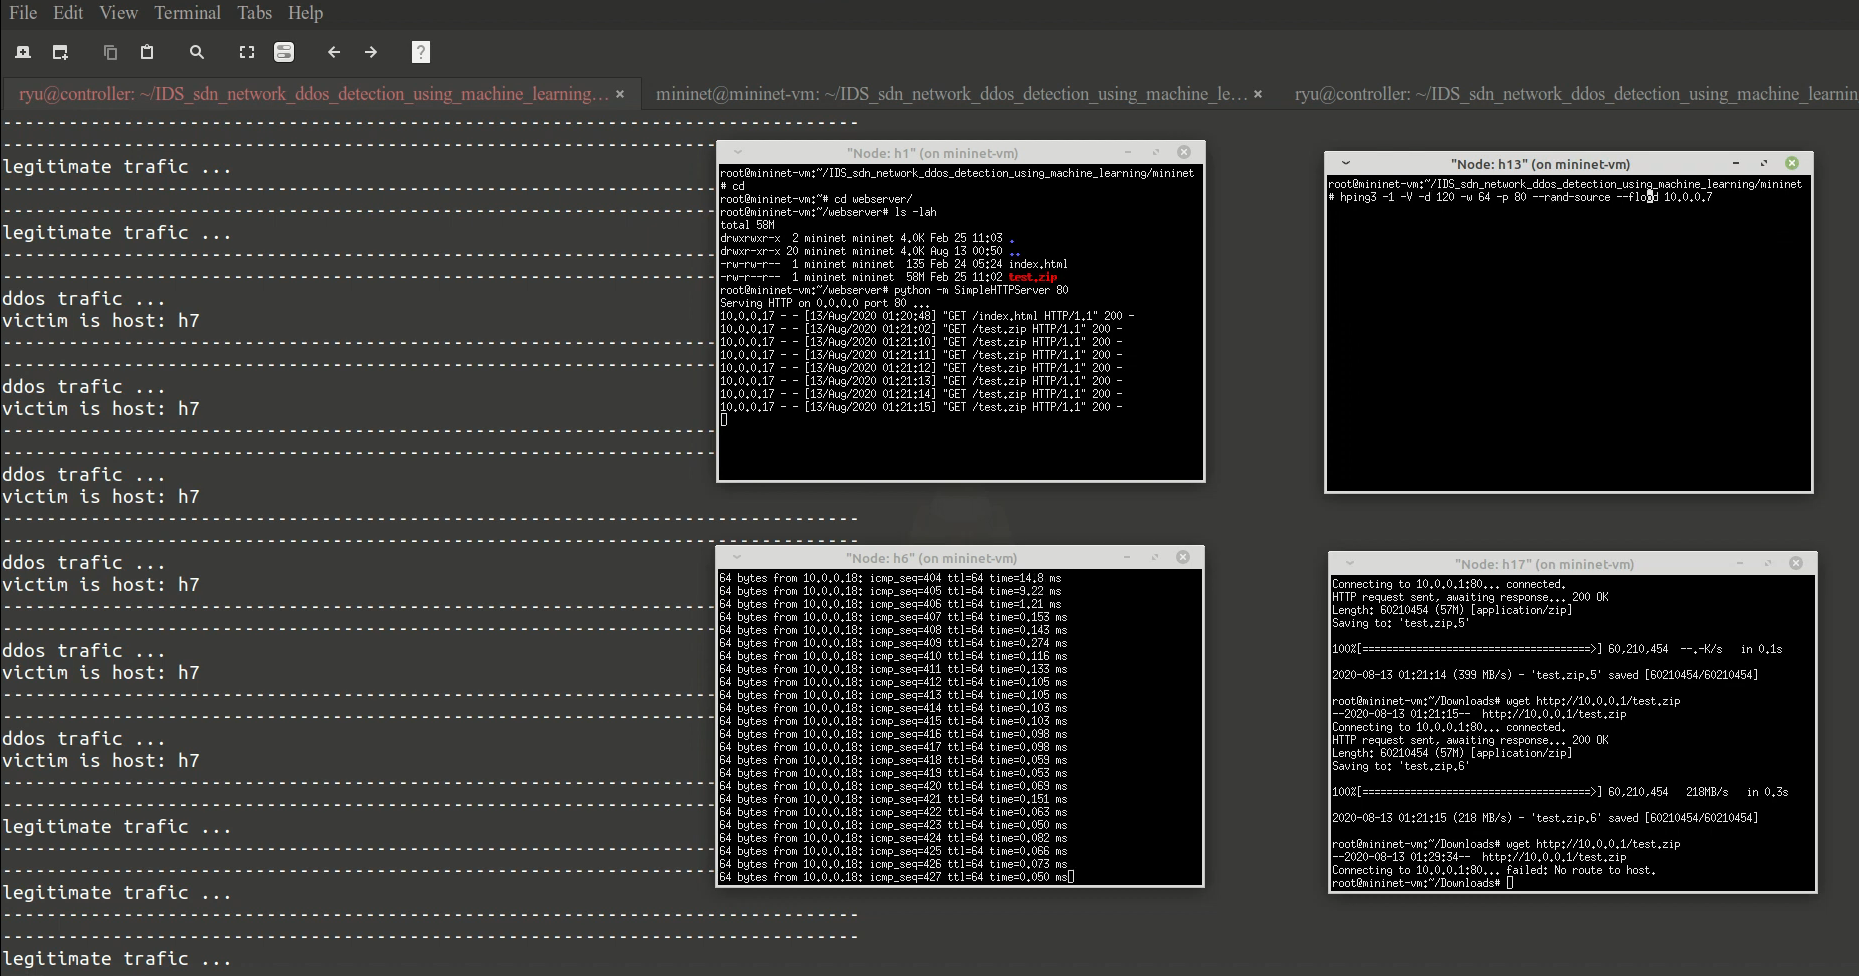 File Edit View Terminal Tabs Help
ryu@controller: ~/IDS_sdn_network_ddos_detection_using_machine_learning...
mininet@mininet-vm: ~/IDS_sdn_network_ddos_detection_using_machine_le...
ryu@controller: ~/IDS_sdn_network_ddos_detection_using_machine_learnin
legitimate trafic ...
legitimate trafic ...
ddos trafic ...
victim is host: h7
ddos trafic ...
victim is host: h7
ddos trafic ...
victim is host: h7
ddos trafic ...
victim is host: h7
ddos trafic ...
victim is host: h7
ddos trafic ...
victim is host: h7
legitimate trafic ...
legitimate trafic ...
legitimate trafic ...
"Node: h1" (on mininet-vm)
root@mininet-vm:~/IDS_sdn_network_ddos_detection_using_machine_learning/mininet
# cd
root@mininet-vm:~# cd webserver/
root@mininet-vm:~/webserver# ls -lah
total 58M
drwxrwxr-x 2 mininet mininet 4.0K Feb 25 11:03 .
drwxr-xr-x 20 mininet mininet 4.0K Aug 13 00:50 ..
-rw-rw-r-- 1 mininet mininet 135 Feb 24 05:24 index.html
-rw-r--r-- 1 mininet mininet 58M Feb 25 11:02 test.zip
root@mininet-vm:~/webserver# python -m SimpleHTTPServer 80
Serving HTTP on 0.0.0.0 port 80 ...
10.0.0.17 - - [13/Aug/2020 01:20:48] "GET /index.html HTTP/1.1" 200 -
10.0.0.17 - - [13/Aug/2020 01:21:02] "GET /test.zip HTTP/1.1" 200 -
10.0.0.17 - - [13/Aug/2020 01:21:10] "GET /test.zip HTTP/1.1" 200 -
10.0.0.17 - - [13/Aug/2020 01:21:11] "GET /test.zip HTTP/1.1" 200 -
10.0.0.17 - - [13/Aug/2020 01:21:12] "GET /test.zip HTTP/1.1" 200 -
10.0.0.17 - - [13/Aug/2020 01:21:13] "GET /test.zip HTTP/1.1" 200 -
10.0.0.17 - - [13/Aug/2020 01:21:14] "GET /test.zip HTTP/1.1" 200 -
10.0.0.17 - - [13/Aug/2020 01:21:15] "GET /test.zip HTTP/1.1" 200 -
"Node: h13" (on mininet-vm)
root@mininet-vm:~/IDS_sdn_network_ddos_detection_using_machine_learning/mininet
# hping3 -1 -V -d 120 -w 64 -p 80 --rand-source --flood 10.0.0.7
"Node: h6" (on mininet-vm)
64 bytes from 10.0.0.18: icmp_seq=404 ttl=64 time=14.8 ms
64 bytes from 10.0.0.18: icmp_seq=405 ttl=64 time=9.22 ms
64 bytes from 10.0.0.18: icmp_seq=406 ttl=64 time=1.21 ms
64 bytes from 10.0.0.18: icmp_seq=407 ttl=64 time=0.153 ms
64 bytes from 10.0.0.18: icmp_seq=408 ttl=64 time=0.143 ms
64 bytes from 10.0.0.18: icmp_seq=409 ttl=64 time=0.274 ms
64 bytes from 10.0.0.18: icmp_seq=410 ttl=64 time=0.116 ms
64 bytes from 10.0.0.18: icmp_seq=411 ttl=64 time=0.133 ms
64 bytes from 10.0.0.18: icmp_seq=412 ttl=64 time=0.105 ms
64 bytes from 10.0.0.18: icmp_seq=413 ttl=64 time=0.105 ms
64 bytes from 10.0.0.18: icmp_seq=414 ttl=64 time=0.103 ms
64 bytes from 10.0.0.18: icmp_seq=415 ttl=64 time=0.103 ms
64 bytes from 10.0.0.18: icmp_seq=416 ttl=64 time=0.098 ms
64 bytes from 10.0.0.18: icmp_seq=417 ttl=64 time=0.098 ms
64 bytes from 10.0.0.18: icmp_seq=418 ttl=64 time=0.059 ms
64 bytes from 10.0.0.18: icmp_seq=419 ttl=64 time=0.053 ms
64 bytes from 10.0.0.18: icmp_seq=420 ttl=64 time=0.069 ms
64 bytes from 10.0.0.18: icmp_seq=421 ttl=64 time=0.151 ms
64 bytes from 10.0.0.18: icmp_seq=422 ttl=64 time=0.063 ms
64 bytes from 10.0.0.18: icmp_seq=423 ttl=64 time=0.050 ms
64 bytes from 10.0.0.18: icmp_seq=424 ttl=64 time=0.082 ms
64 bytes from 10.0.0.18: icmp_seq=425 ttl=64 time=0.066 ms
64 bytes from 10.0.0.18: icmp_seq=426 ttl=64 time=0.073 ms
64 bytes from 10.0.0.18: icmp_seq=427 ttl=64 time=0.050 ms
"Node: h17" (on mininet-vm)
Connecting to 10.0.0.1:80... connected.
HTTP request sent, awaiting response... 200 OK
Length: 60210454 (57M) [application/zip]
Saving to: 'test.zip.5'
100%[======================================>] 60,210,454 --.-K/s in 0.1s
2020-08-13 01:21:14 (399 MB/s) - 'test.zip.5' saved [60210454/60210454]
root@mininet-vm:~/Downloads# wget http://10.0.0.1/test.zip
--2020-08-13 01:21:15-- http://10.0.0.1/test.zip
Connecting to 10.0.0.1:80... connected.
HTTP request sent, awaiting response... 200 OK
Length: 60210454 (57M) [application/zip]
Saving to: 'test.zip.6'
100%[======================================>] 60,210,454 218MB/s in 0.3s
2020-08-13 01:21:15 (218 MB/s) - 'test.zip.6' saved [60210454/60210454]
root@mininet-vm:~/Downloads# wget http://10.0.0.1/test.zip
--2020-08-13 01:29:34-- http://10.0.0.1/test.zip
Connecting to 10.0.0.1:80... failed: No route to host.
root@mininet-vm:~/Downloads#